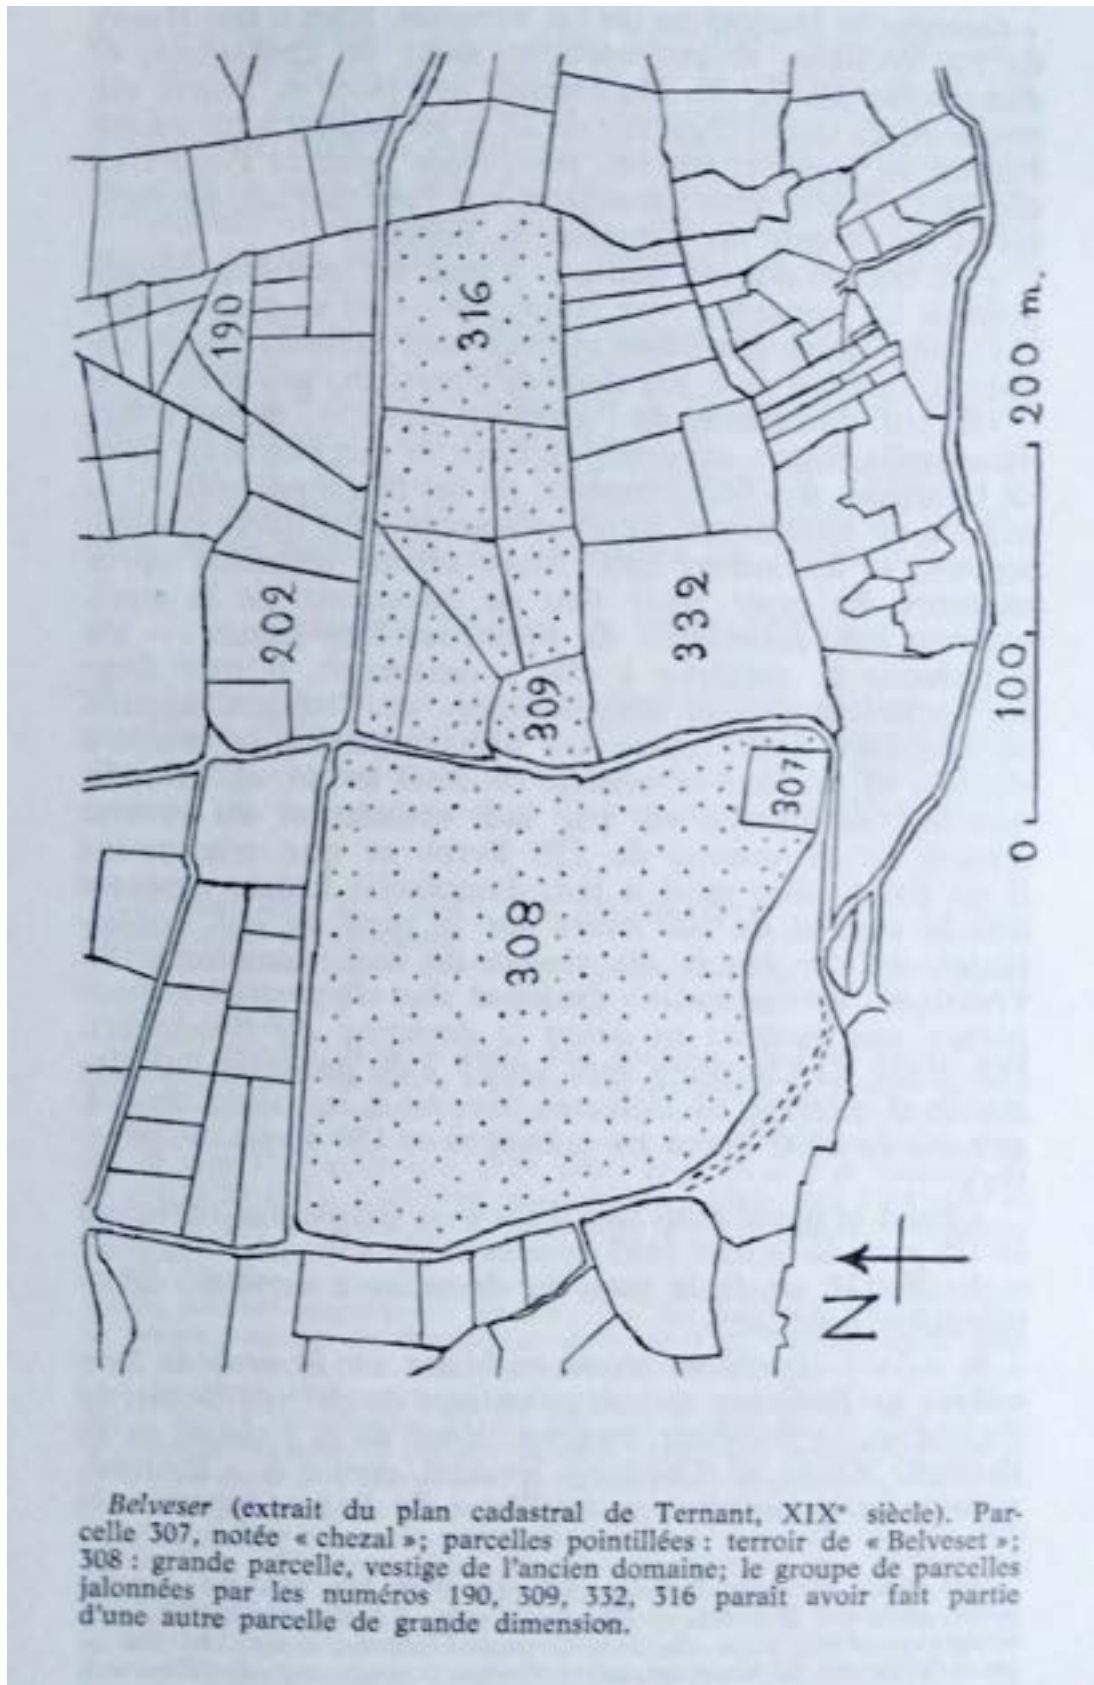 190
316
202
309
332
307
308
0
100
200 m.
N
Belveser (extrait du plan cadastral de Ternant, XIXe siècle). Par-
celle 307, notée « chezal »; parcelles pointillées : terroir de « Belveset »;
308 : grande parcelle, vestige de l'ancien domaine; le groupe de parcelles
jalonnées par les numéros 190, 309, 332, 316 paraît avoir fait partie
d'une autre parcelle de grande dimension.